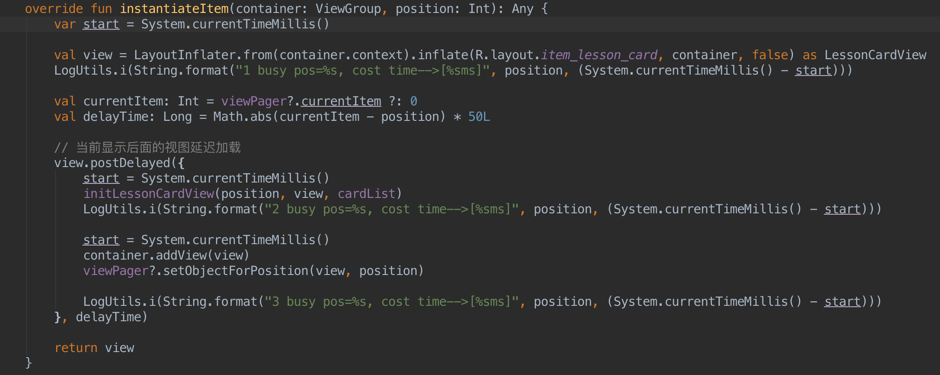 override fun instantiateItem(container: ViewGroup, position: Int): Any {
    var start = System.currentTimeMillis()

    val view = LayoutInflater.from(container.context).inflate(R.layout.item_lesson_card, container, false) as LessonCardView
    LogUtils.i(String.format("1 busy pos=%s, cost time-->[%sms]", position, (System.currentTimeMillis() - start)))

    val currentItem: Int = viewPager?.currentItem ?: 0
    val delayTime: Long = Math.abs(currentItem - position) * 50L

    // 当前显示后面的视图延迟加载
    view.postDelayed({
        start = System.currentTimeMillis()
        initLessonCardView(position, view, cardList)
        LogUtils.i(String.format("2 busy pos=%s, cost time-->[%sms]", position, (System.currentTimeMillis() - start)))

        start = System.currentTimeMillis()
        container.addView(view)
        viewPager?.setObjectForPosition(view, position)

        LogUtils.i(String.format("3 busy pos=%s, cost time-->[%sms]", position, (System.currentTimeMillis() - start)))
    }, delayTime)

    return view
}